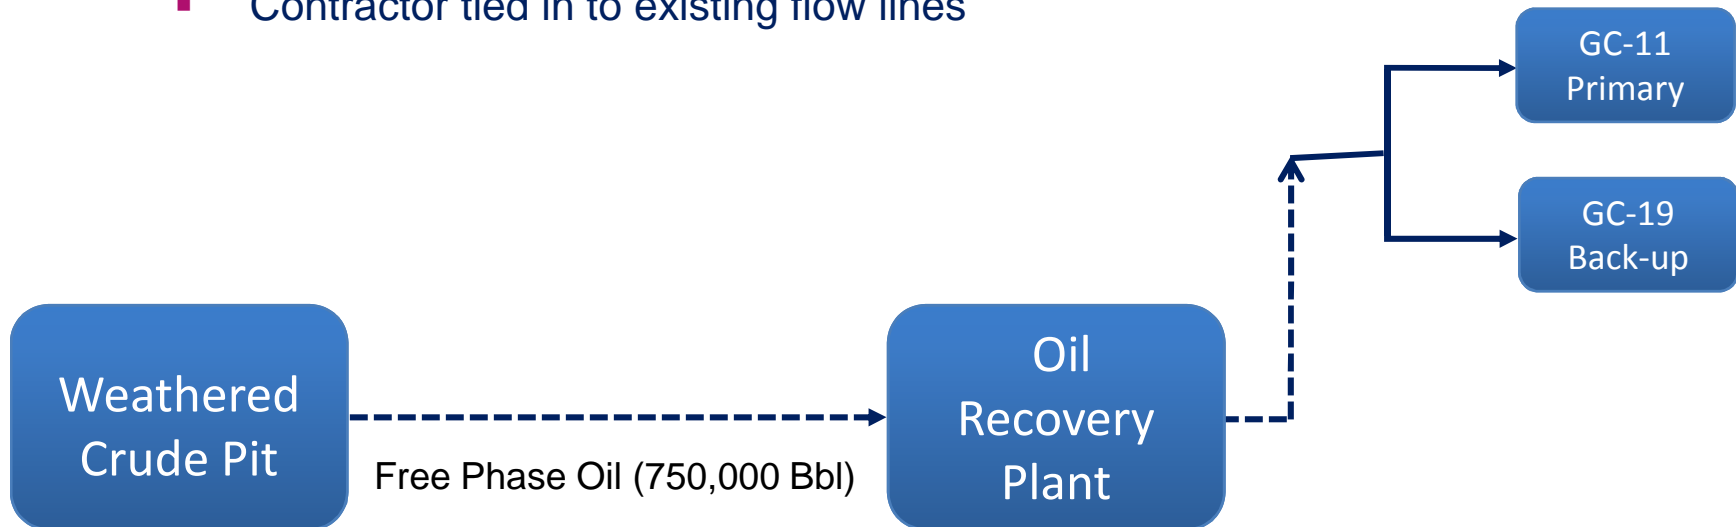 Contractor tied in to existing flow lines
GC-11
Primary
GC-19
Back-up
Weathered
Crude Pit
Free Phase Oil (750,000 Bbl)
Oil
Recovery
Plant